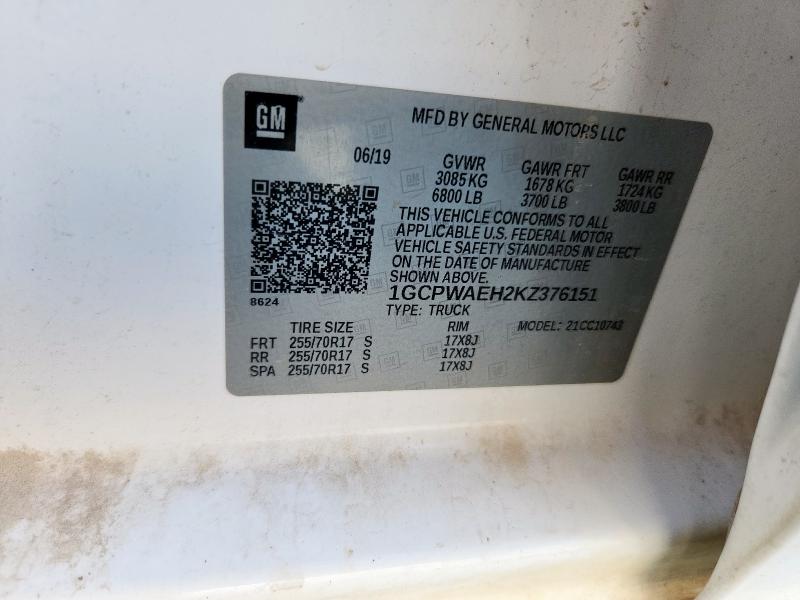 GM
MFD BY GENERAL MOTORS LLC
06/19 GVWR GAWR FRT GAWR RR
3085 KG 1678 KG 1724 KG
6800 LB 3700 LB 3800 LB
THIS VEHICLE CONFORMS TO ALL
APPLICABLE U.S. FEDERAL MOTOR
VEHICLE SAFETY STANDARDS IN EFFECT
ON THE DATE OF MANUFACTURE
SHOWN ABOVE.
8624
1GCPWAEH2KZ376151
TYPE: TRUCK MODEL: 21CC10743
TIRE SIZE RIM
FRT 255/70R17 S 17X8J
RR 255/70R17 S 17X8J
SPA 255/70R17 S 17X8J